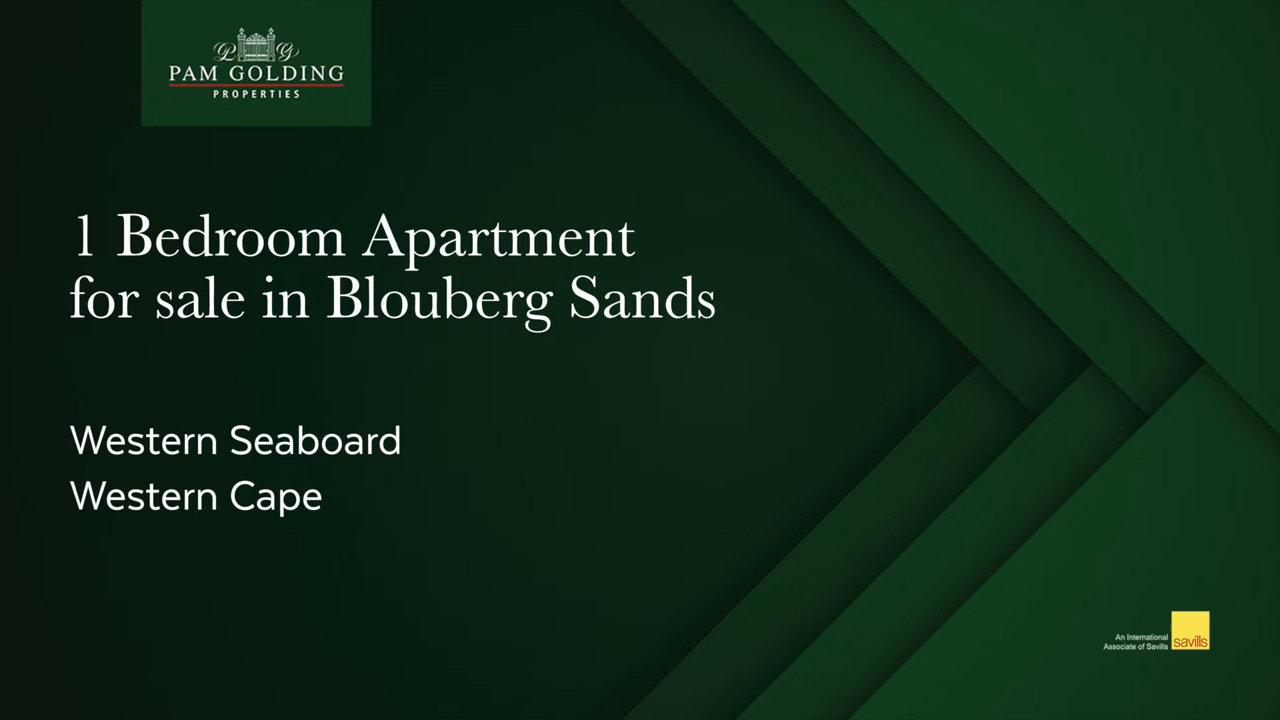 P G
PAM GOLDING
PROPERTIES
1 Bedroom Apartment
for sale in Blouberg Sands
Western Seaboard
Western Cape
An International
Associate of Savills
savills